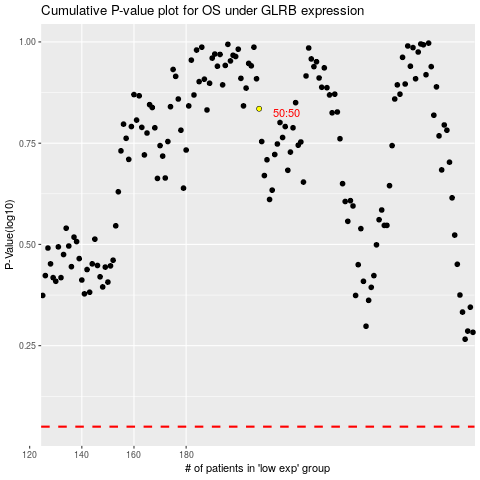 Cumulative P-value plot for OS under GLRB expression
P-Value(log10)
1.00
0.75
0.50
0.25
50:50
120 140 160 180
# of patients in 'low exp' group